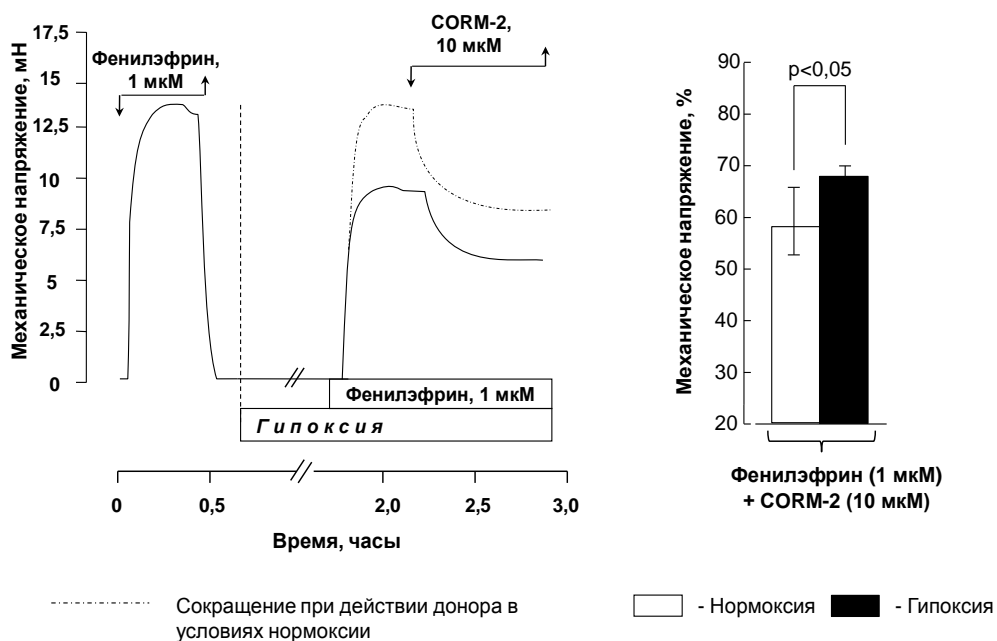 Механическое напряжение, мН
17,5
15
12,5
10
7,5
5
2,5
0
Фенилэфрин,
1 мкМ
CORM-2,
10 мкМ
Фенилэфрин, 1 мкМ
Гипоксия
0
0,5
2,0
2,5
3,0
Время, часы
Механическое напряжение, %
90
80
70
60
50
40
30
20
p<0,05
Фенилэфрин (1 мкМ)
+ CORM-2 (10 мкМ)
Сокращение при действии донора в
условиях нормоксии
- Нормоксия
- Гипоксия